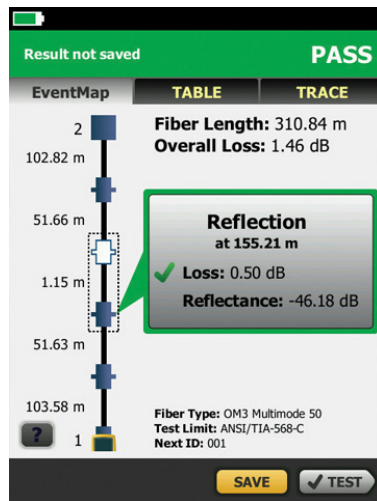 Result not saved
PASS
EventMap
TABLE
TRACE
2
102.82 m
51.66 m
1.15 m
51.63 m
103.58 m
?
1
Fiber Length: 310.84 m
Overall Loss: 1.46 dB
Reflection
at 155.21 m
Loss: 0.50 dB
Reflectance: -46.18 dB
Fiber Type: OM3 Multimode 50
Test Limit: ANSI/TIA-568-C
Next ID: 001
SAVE
TEST